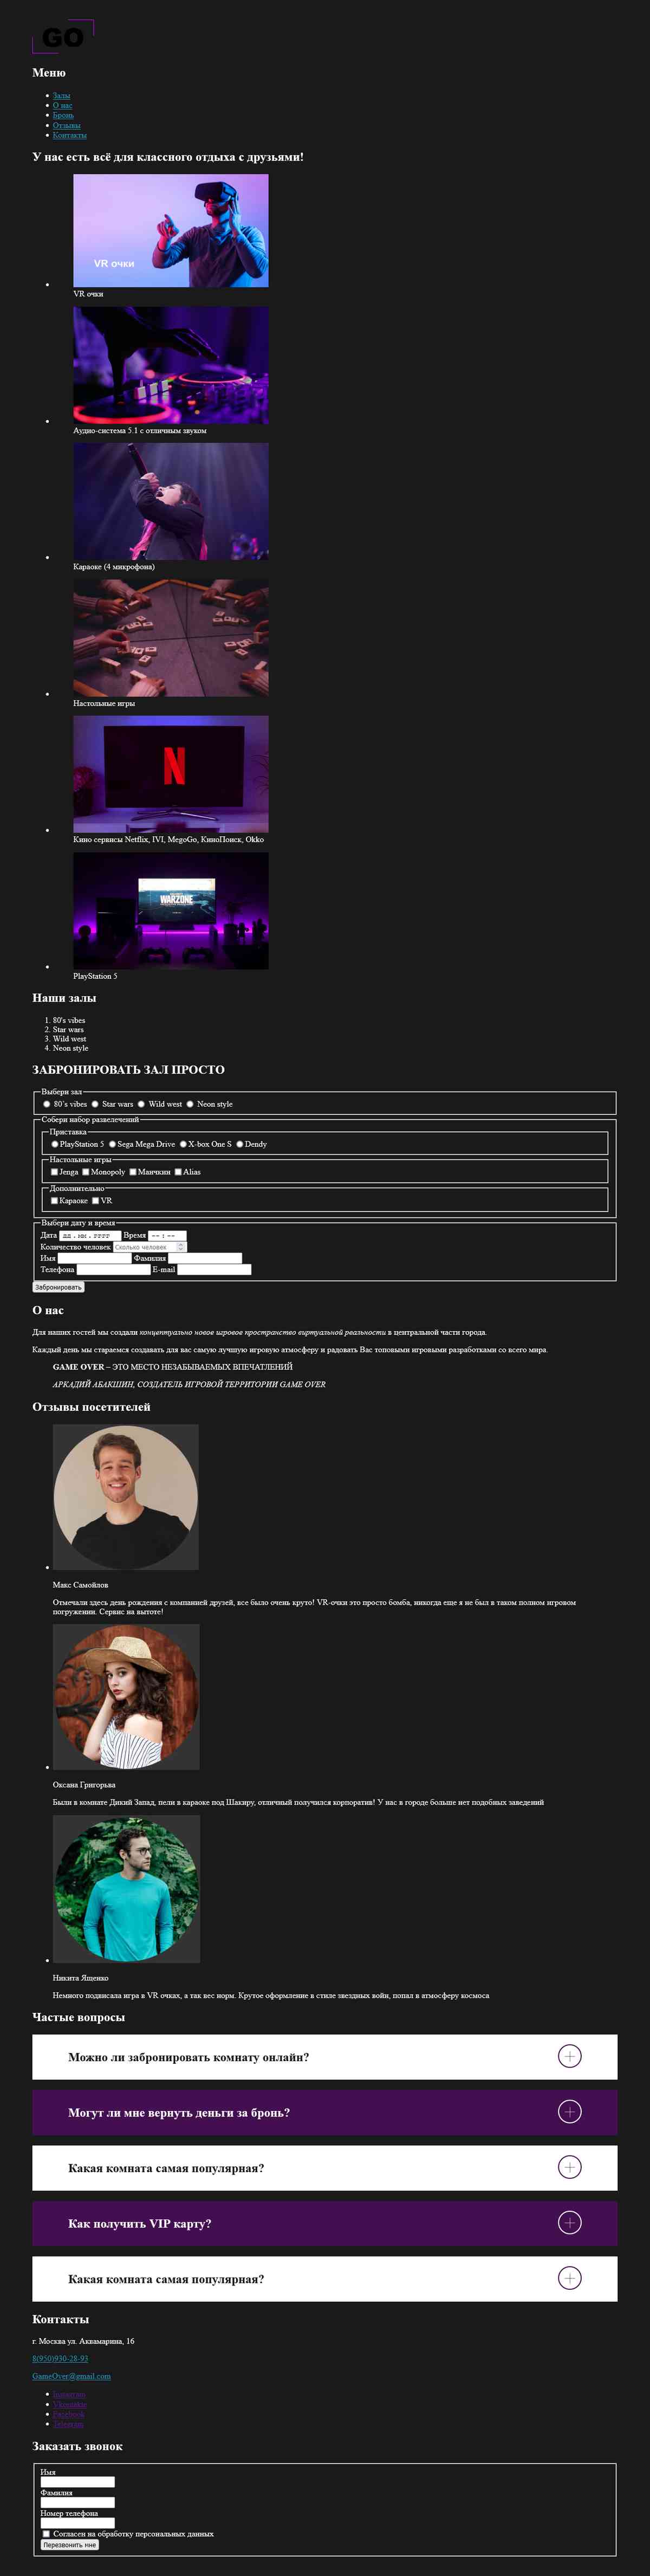 GO
Меню
Залы
О нас
Бронь
Отзывы
Контакты
У нас есть всё для классного отдыха с друзьями!
VR очки
VR очки
Аудио-система 5.1 с отличным звуком
Караоке (4 микрофона)
Настольные игры
N
Кино сервисы Netflix, IVI, MegoGo, КиноПоиск, Okko
WARZONE
PlayStation 5
Наши залы
1. 80's vibes
2. Star wars
3. Wild west
4. Neon style
ЗАБРОНИРОВАТЬ ЗАЛ ПРОСТО
Выбери зал
80`s vibes Star wars Wild west Neon style
Собери набор развелечений
Приставка
PlayStation 5 Sega Mega Drive X-box One S Dendy
Настольные игры
Jenga Monopoly Манчкин Alias
Дополнительно
Караоке VR
Выбери дату и время
Дата дд.мм.гггг Время --:--
Количество человек Сколько человек
Имя Фамилия
Телефона E-mail
Забронировать
О нас
Для наших гостей мы создали концептуально новое игровое пространство виртуальной реальности в центральной части города.
Каждый день мы стараемся создавать для вас самую лучшую игровую атмосферу и радовать Вас топовыми игровыми разработками со всего мира.
GAME OVER – ЭТО МЕСТО НЕЗАБЫВАЕМЫХ ВПЕЧАТЛЕНИЙ
АРКАДИЙ АБАКШИН, СОЗДАТЕЛЬ ИГРОВОЙ ТЕРРИТОРИИ GAME OVER
Отзывы посетителей
Макс Самойлов
Отмечали здесь день рождения с компанией друзей, все было очень круто! VR-очки это просто бомба, никогда еще я не был в таком полном игровом
погружении. Сервис на вытоте!
Оксана Григорьва
Были в комнате Дикий Запад, пели в караоке под Шакиру, отличный получился корпоратив! У нас в городе больше нет подобных заведений
Никита Ященко
Немного подвисала игра в VR очках, а так вес норм. Крутое оформление в стиле звездных войн, попал в атмосферу космоса
Частые вопросы
Можно ли забронировать комнату онлайн?
Могут ли мне вернуть деньги за бронь?
Какая комната самая популярная?
Как получить VIP карту?
Какая комната самая популярная?
Контакты
г. Москва ул. Аквамарина, 16
8(950)930-28-93
GameOver@gmail.com
Facebook
Telegram
Заказать звонок
Имя
Фамилия
Номер телефона
Согласен на обработку персональных данных
Перезвонить мне